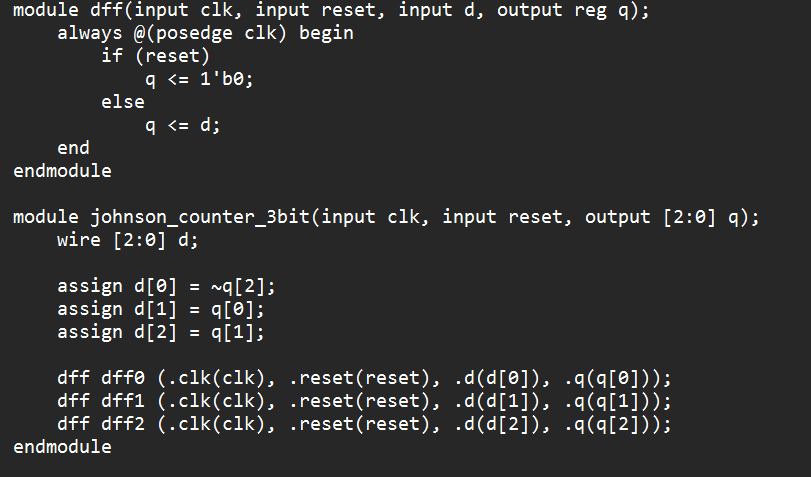 module dff(input clk, input reset, input d, output reg q);
    always @(posedge clk) begin
        if (reset)
            q <= 1'b0;
        else
            q <= d;
    end
endmodule

module johnson_counter_3bit(input clk, input reset, output [2:0] q);
    wire [2:0] d;

    assign d[0] = ~q[2];
    assign d[1] = q[0];
    assign d[2] = q[1];

    dff dff0 (.clk(clk), .reset(reset), .d(d[0]), .q(q[0]));
    dff dff1 (.clk(clk), .reset(reset), .d(d[1]), .q(q[1]));
    dff dff2 (.clk(clk), .reset(reset), .d(d[2]), .q(q[2]));
endmodule